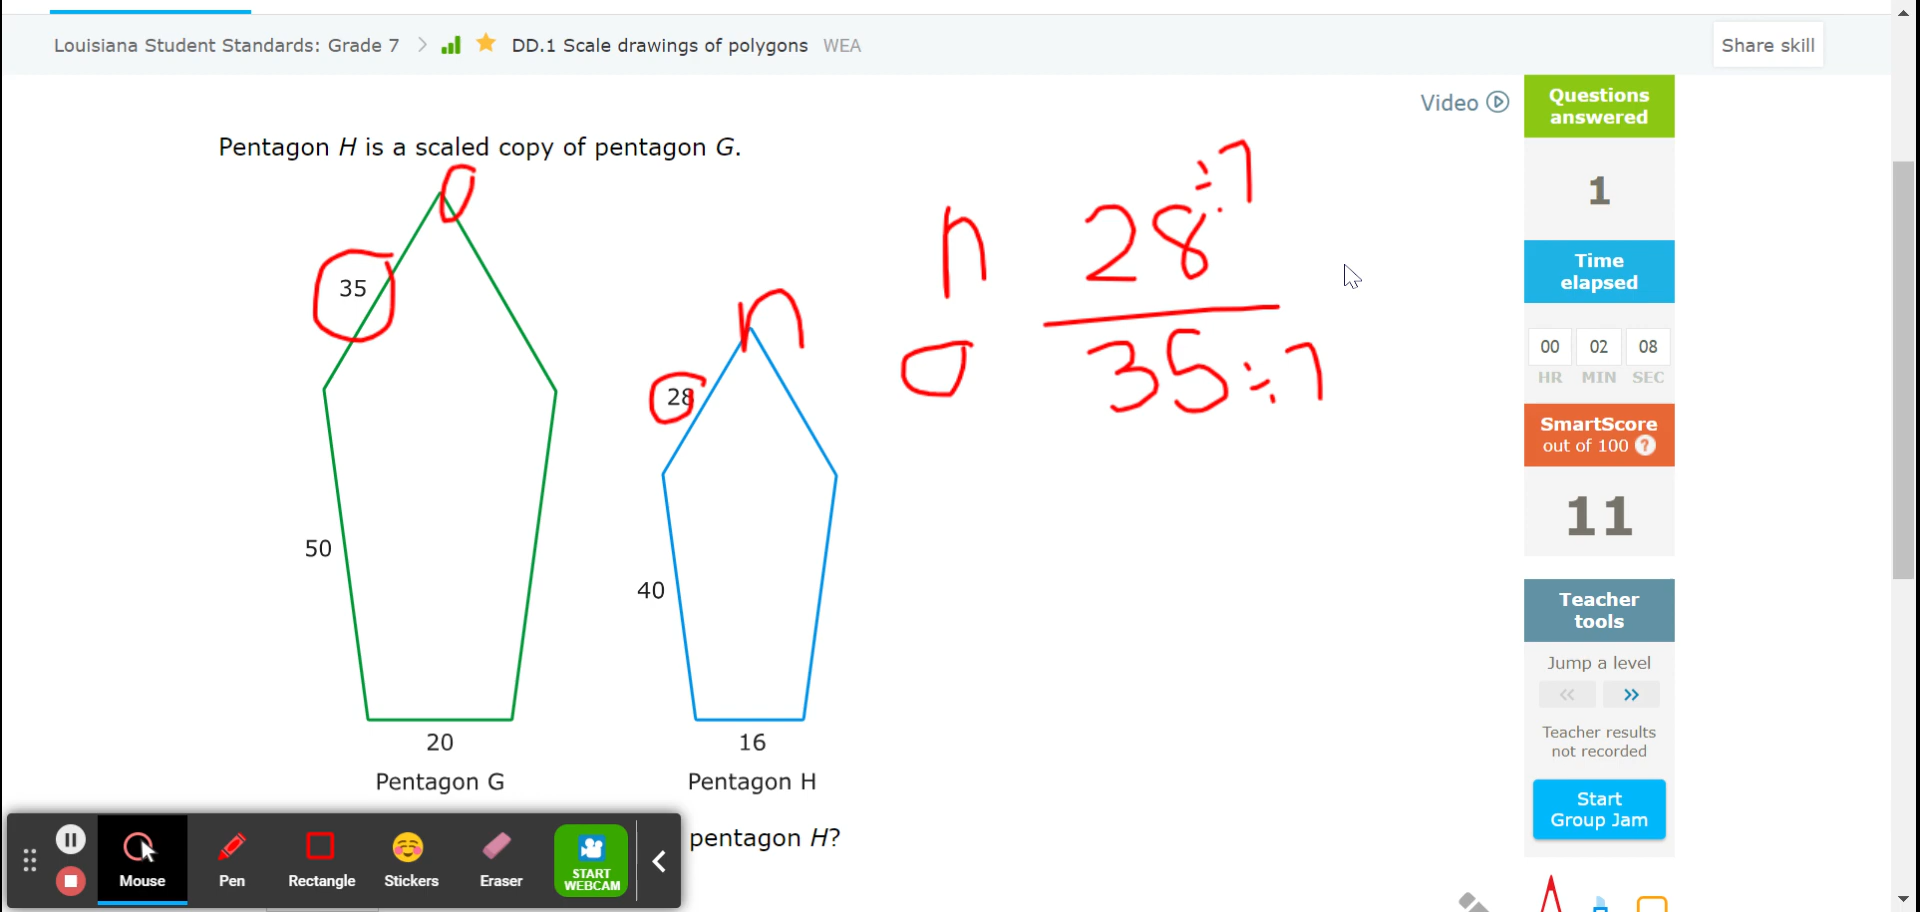 Louisiana Student Standards: Grade 7 > DD.1 Scale drawings of polygons WEA
Share skill
Video
Pentagon H is a scaled copy of pentagon G.
35
50
20
Pentagon G
28
40
16
Pentagon H
o
n
n 28 ÷7
o 35 ÷7
pentagon H?
Questions
answered
1
Time
elapsed
00 02 08
HR MIN SEC
SmartScore
out of 100 ?
11
Teacher
tools
Jump a level
<< >>
Teacher results
not recorded
Start
Group Jam
Mouse Pen Rectangle Stickers Eraser START
WEBCAM